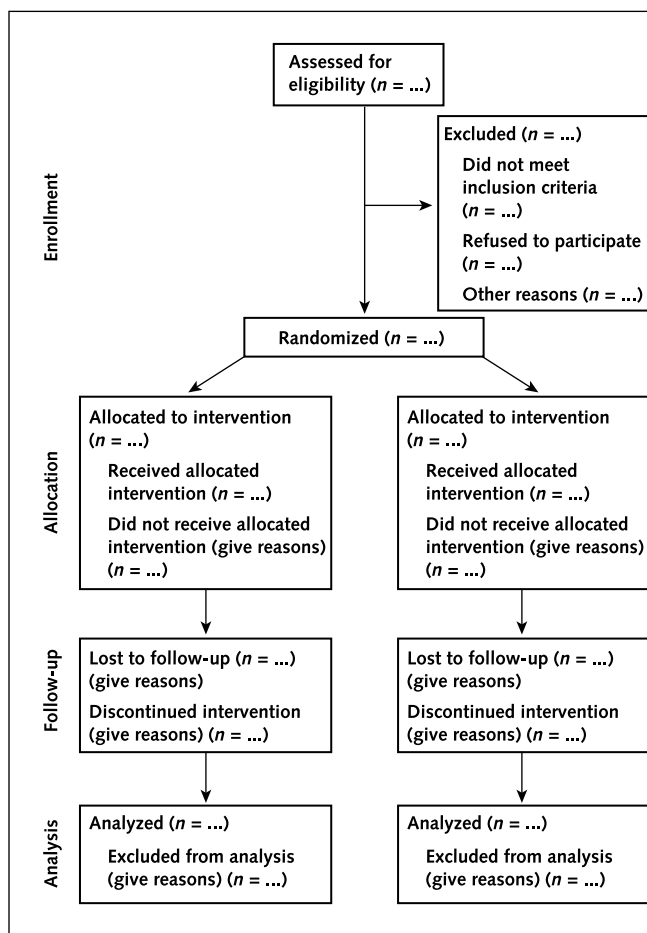 Assessed for
eligibility (n = ...)
Enrollment
Excluded (n = ...)
Did not meet
inclusion criteria
(n = ...)
Refused to participate
(n = ...)
Other reasons (n = ...)
Randomized (n = ...)
Allocation
Allocated to intervention
(n = ...)
Received allocated
intervention (n = ...)
Did not receive allocated
intervention (give reasons)
(n = ...)
Allocated to intervention
(n = ...)
Received allocated
intervention (n = ...)
Did not receive allocated
intervention (give reasons)
(n = ...)
Follow-up
Lost to follow-up (n = ...)
(give reasons)
Discontinued intervention
(give reasons) (n = ...)
Lost to follow-up (n = ...)
(give reasons)
Discontinued intervention
(give reasons) (n = ...)
Analysis
Analyzed (n = ...)
Excluded from analysis
(give reasons) (n = ...)
Analyzed (n = ...)
Excluded from analysis
(give reasons) (n = ...)